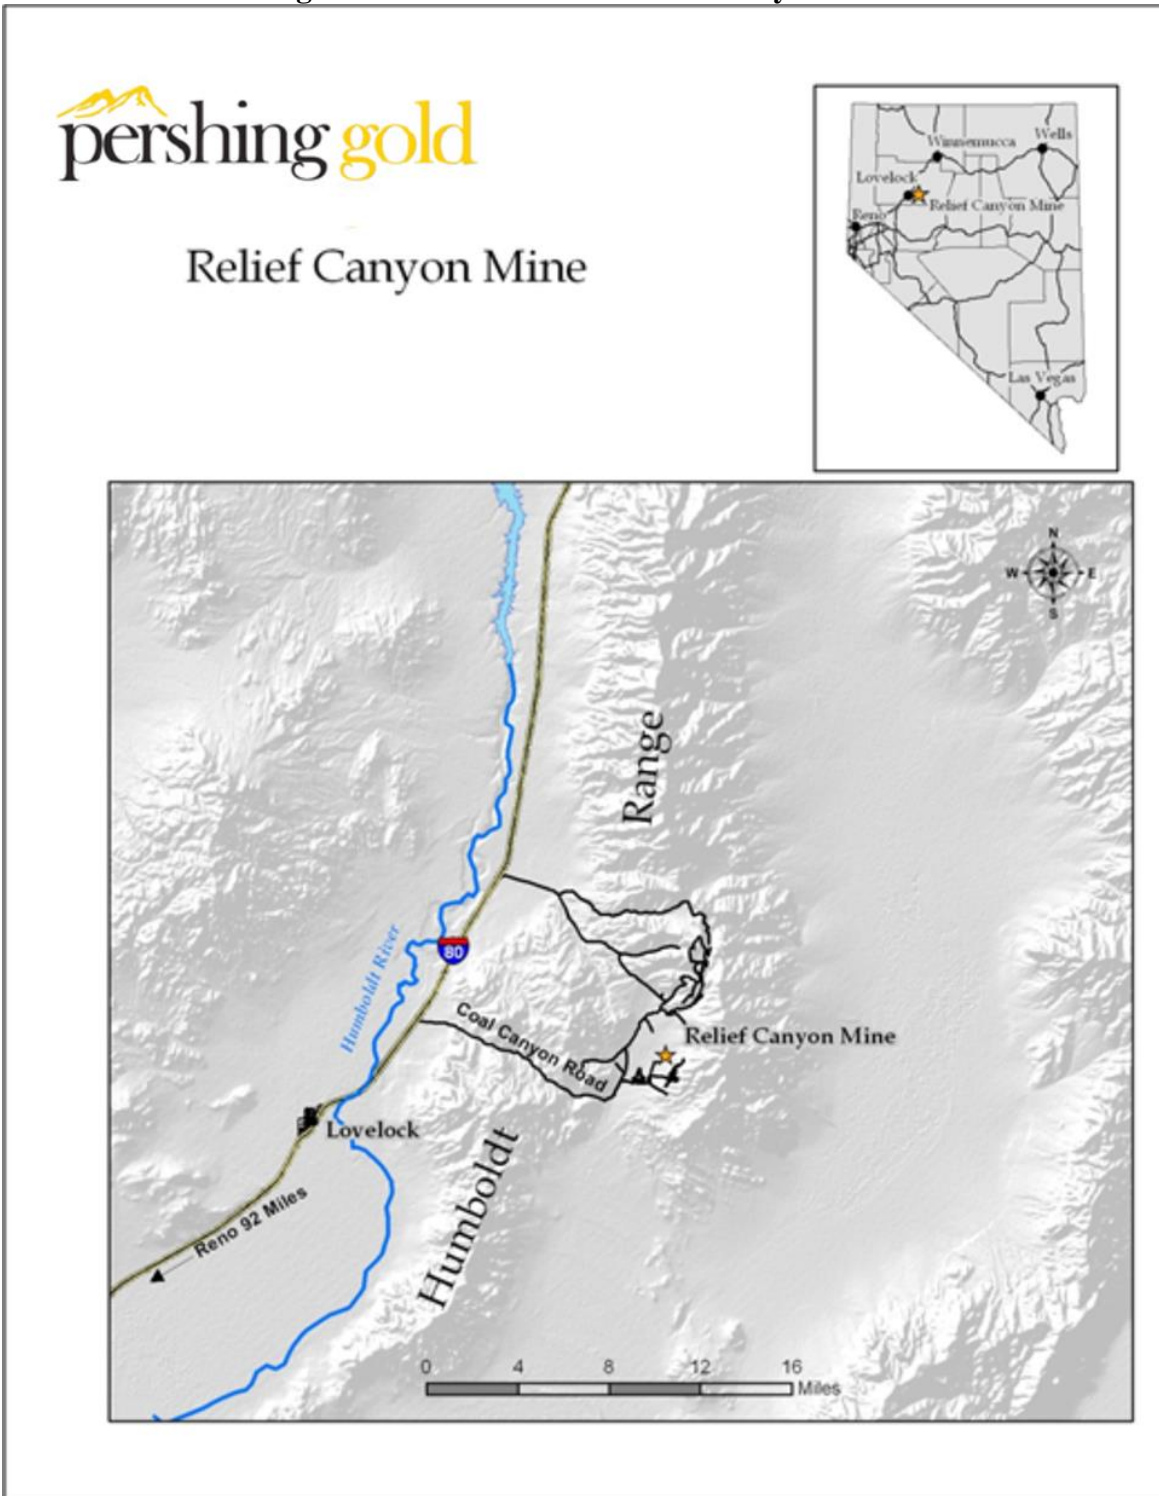 pershing gold
Relief Canyon Mine
Winnemucca
Wells
Lovelock
Relief Canyon Mine
Reno
Las Vegas
N
W E
S
Range
Humboldt River
80
Coal Canyon Road
Relief Canyon Mine
Lovelock
Humboldt
Reno 92 Miles
0 4 8 12 16
Miles